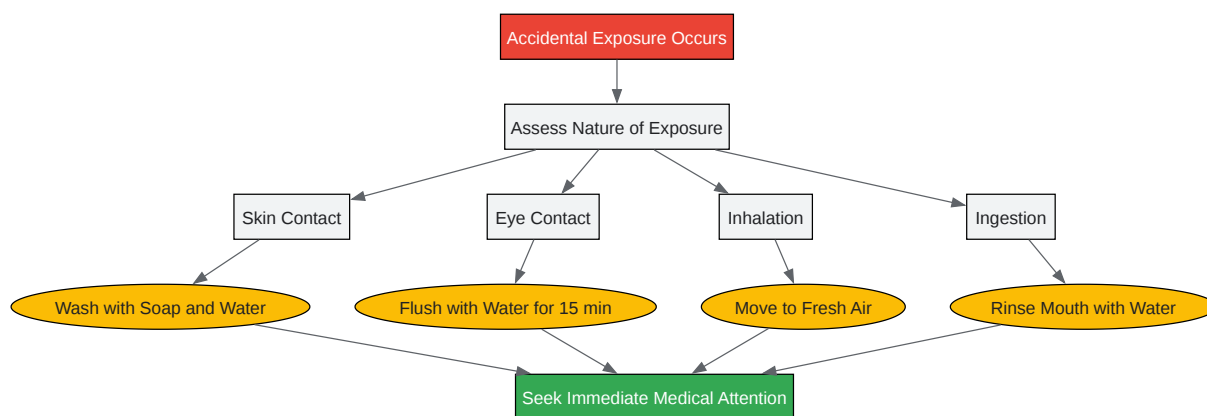 Accidental Exposure Occurs
Assess Nature of Exposure
Skin Contact
Eye Contact
Inhalation
Ingestion
Wash with Soap and Water
Flush with Water for 15 min
Move to Fresh Air
Rinse Mouth with Water
Seek Immediate Medical Attention